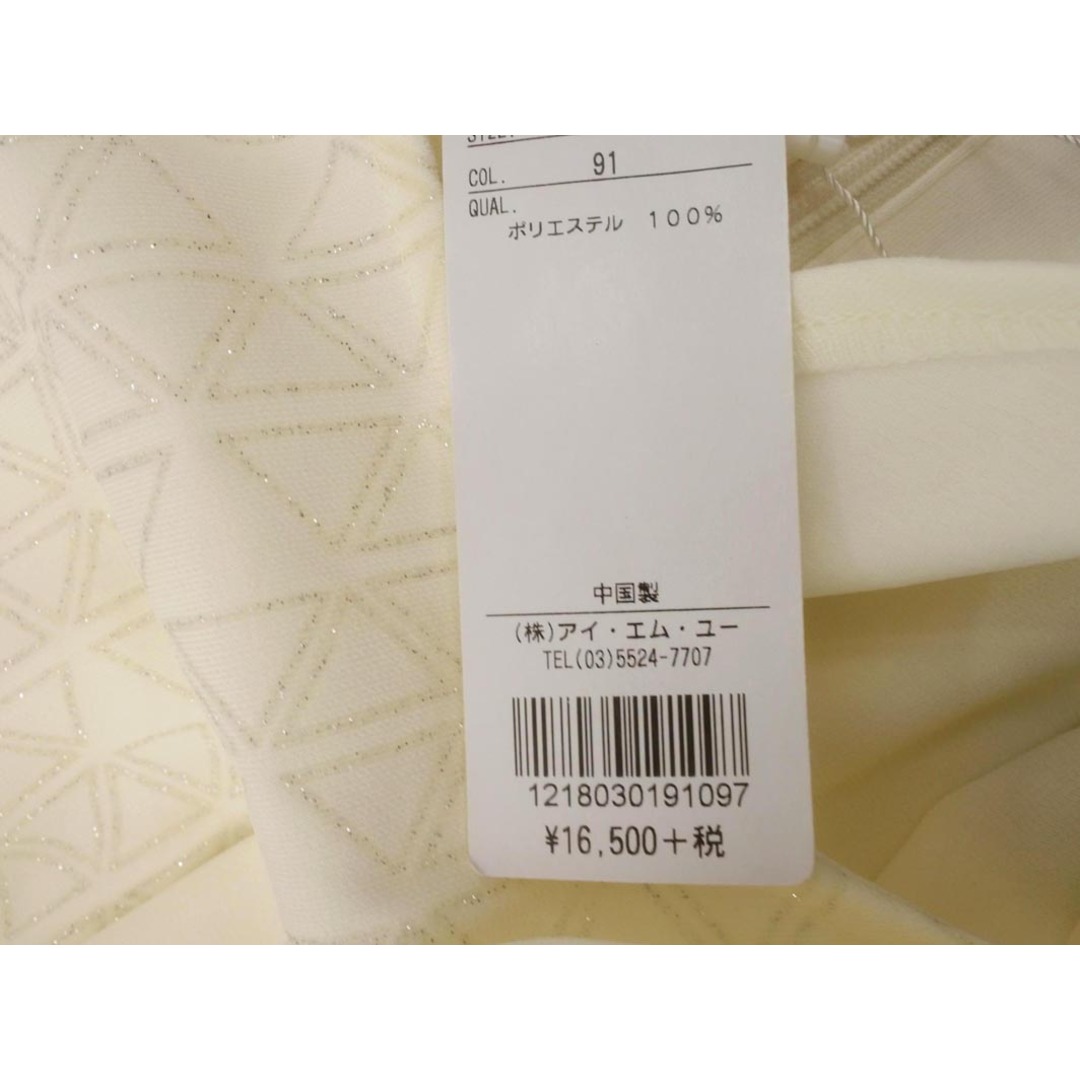 COL. 91
QUAL.
ポリエステル 100%
中国製
(株)アイ・エム・ユー
TEL(03)5524-7707
1218030191097
¥16,500+税